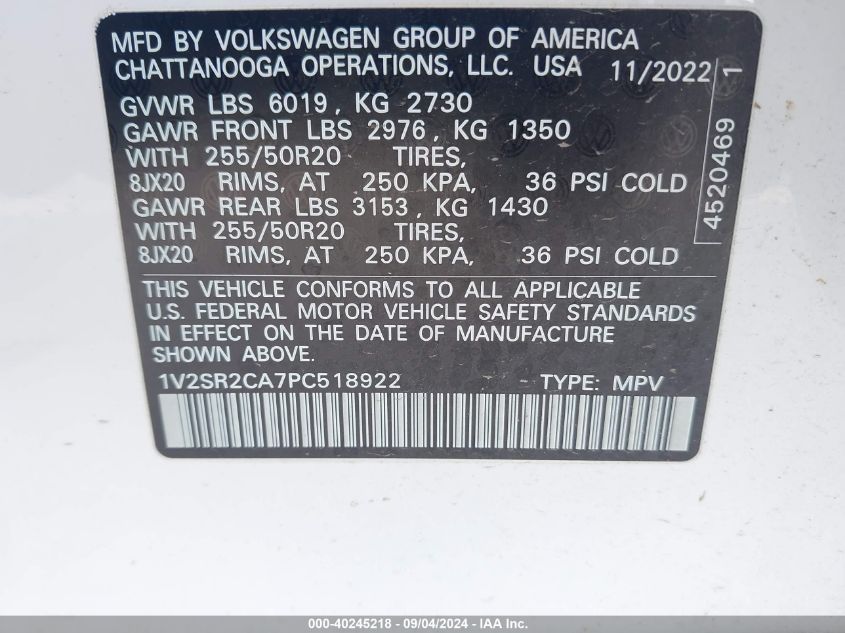 MFD BY VOLKSWAGEN GROUP OF AMERICA
CHATTANOOGA OPERATIONS, LLC. USA 11/2022
GVWR LBS 6019, KG 2730
GAWR FRONT LBS 2976, KG 1350
WITH 255/50R20 TIRES,
8JX20 RIMS, AT 250 KPA, 36 PSI COLD
GAWR REAR LBS 3153, KG 1430
WITH 255/50R20 TIRES,
8JX20 RIMS, AT 250 KPA, 36 PSI COLD
4520469 1
THIS VEHICLE CONFORMS TO ALL APPLICABLE
U.S. FEDERAL MOTOR VEHICLE SAFETY STANDARDS
IN EFFECT ON THE DATE OF MANUFACTURE
SHOWN ABOVE.
1V2SR2CA7PC518922 TYPE: MPV
000-40245218 - 09/04/2024 - IAA Inc.